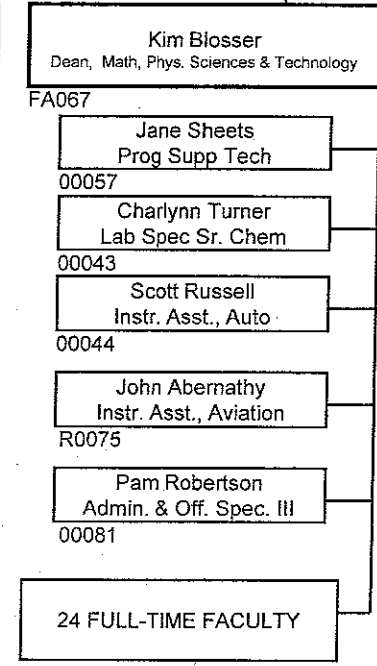 Kim Blosser
Dean, Math, Phys. Sciences & Technology
FA067
Jane Sheets
Prog Supp Tech
00057
Charlynn Turner
Lab Spec Sr. Chem
00043
Scott Russell
Instr. Asst., Auto
00044
John Abernathy
Instr. Asst., Aviation
R0075
Pam Robertson
Admin. & Off. Spec. III
00081
24 FULL-TIME FACULTY